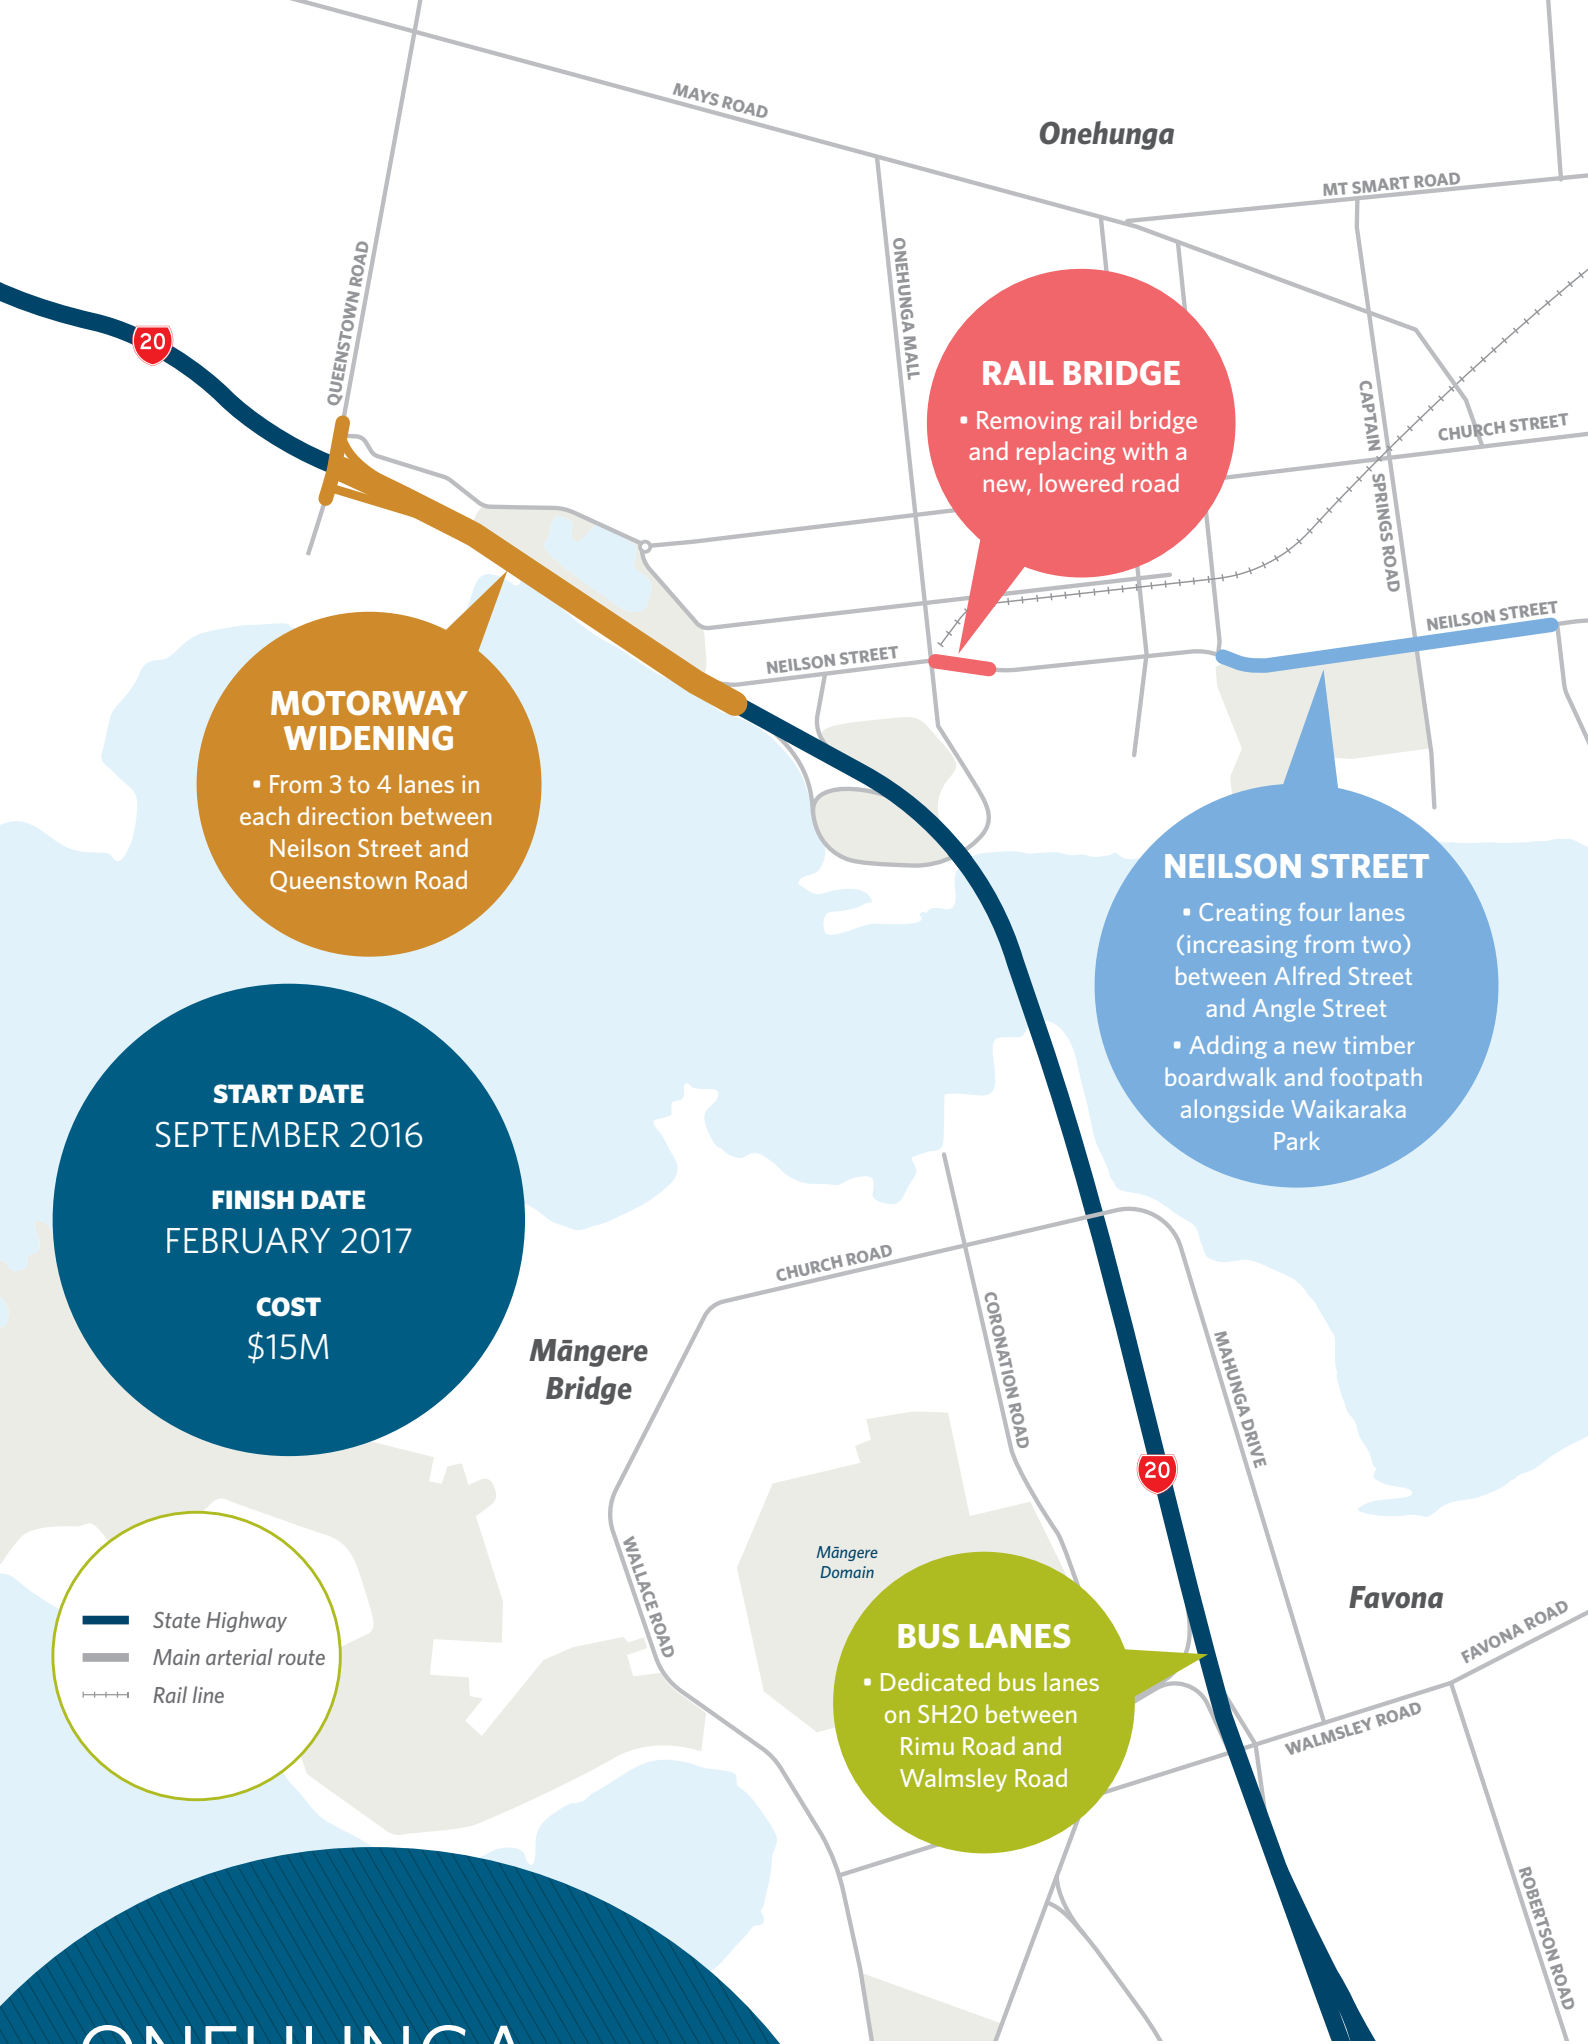 MAYS ROAD
Onehunga
MT SMART ROAD
QUEENSTOWN ROAD
ONEHUNGA MALL
20
RAIL BRIDGE
▪ Removing rail bridge
and replacing with a
new, lowered road
CAPTAIN SPRINGS ROAD
CHURCH STREET
NEILSON STREET
NEILSON STREET
MOTORWAY
WIDENING
▪ From 3 to 4 lanes in
each direction between
Neilson Street and
Queenstown Road
NEILSON STREET
▪ Creating four lanes
(increasing from two)
between Alfred Street
and Angle Street
▪ Adding a new timber
boardwalk and footpath
alongside Waikaraka
Park
START DATE
SEPTEMBER 2016
FINISH DATE
FEBRUARY 2017
COST
$15M
CHURCH ROAD
Māngere
Bridge
CORONATION ROAD
MAHUNGA DRIVE
20
WALLACE ROAD
Māngere
Domain
Favona
FAVONA ROAD
WALMSLEY ROAD
BUS LANES
▪ Dedicated bus lanes
on SH20 between
Rimu Road and
Walmsley Road
State Highway
Main arterial route
Rail line
ROBERTSON ROAD
ONEHUNGA